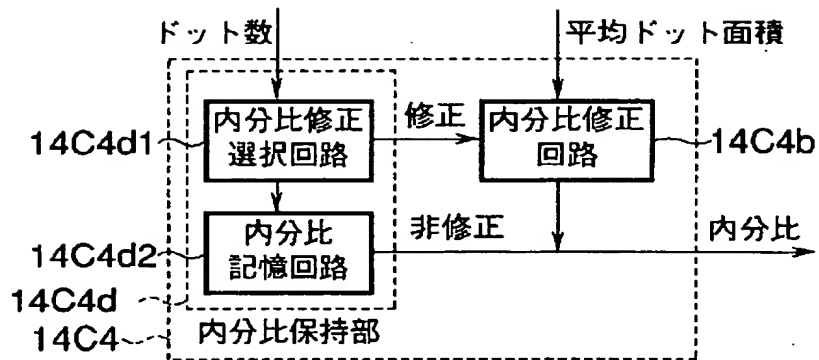 ドット数
平均ドット面積
14C4d1
内分比修正
選択回路
修正
内分比修正
回路
14C4b
14C4d2
内分比
記憶回路
非修正
内分比
14C4d
14C4
内分比保持部